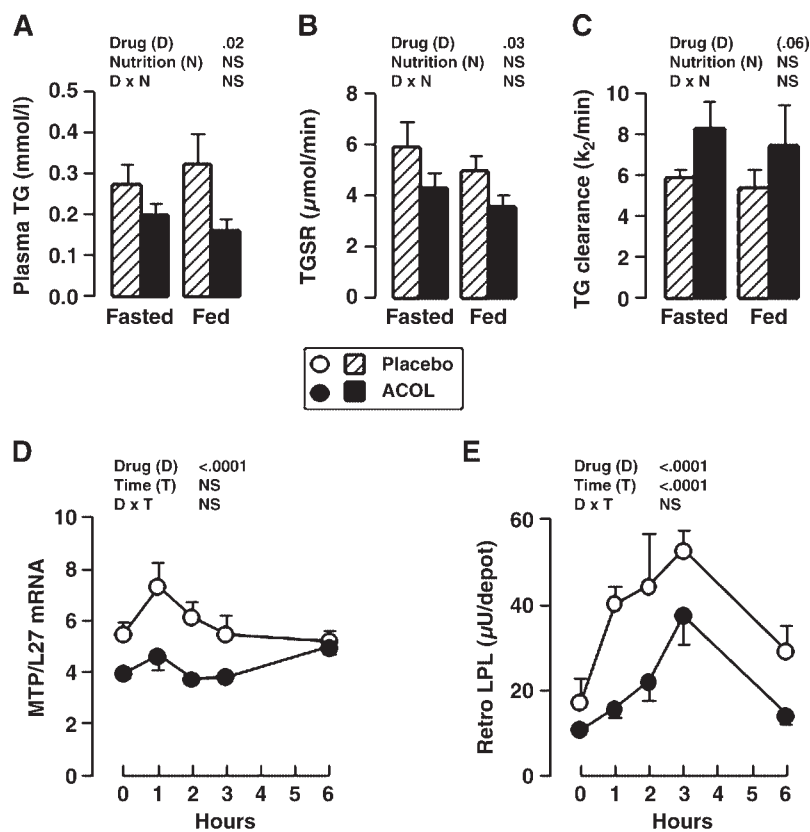 A
Drug (D) .02
Nutrition (N) NS
D x N NS
Plasma TG (mmol/l)
0.5
0.4
0.3
0.2
0.1
0.0
Fasted Fed
B
Drug (D) .03
Nutrition (N) NS
D x N NS
TGSR (µmol/min)
8
6
4
2
0
Fasted Fed
C
Drug (D) (.06)
Nutrition (N) NS
D x N NS
TG clearance (k2/min)
10
8
6
4
2
0
Fasted Fed
Placebo
ACOL
D
Drug (D) <.0001
Time (T) NS
D x T NS
MTP/L27 mRNA
10
8
6
4
2
0
0 1 2 3 4 5 6
Hours
E
Drug (D) <.0001
Time (T) <.0001
D x T NS
Retro LPL (µU/depot)
60
40
20
0
0 1 2 3 4 5 6
Hours